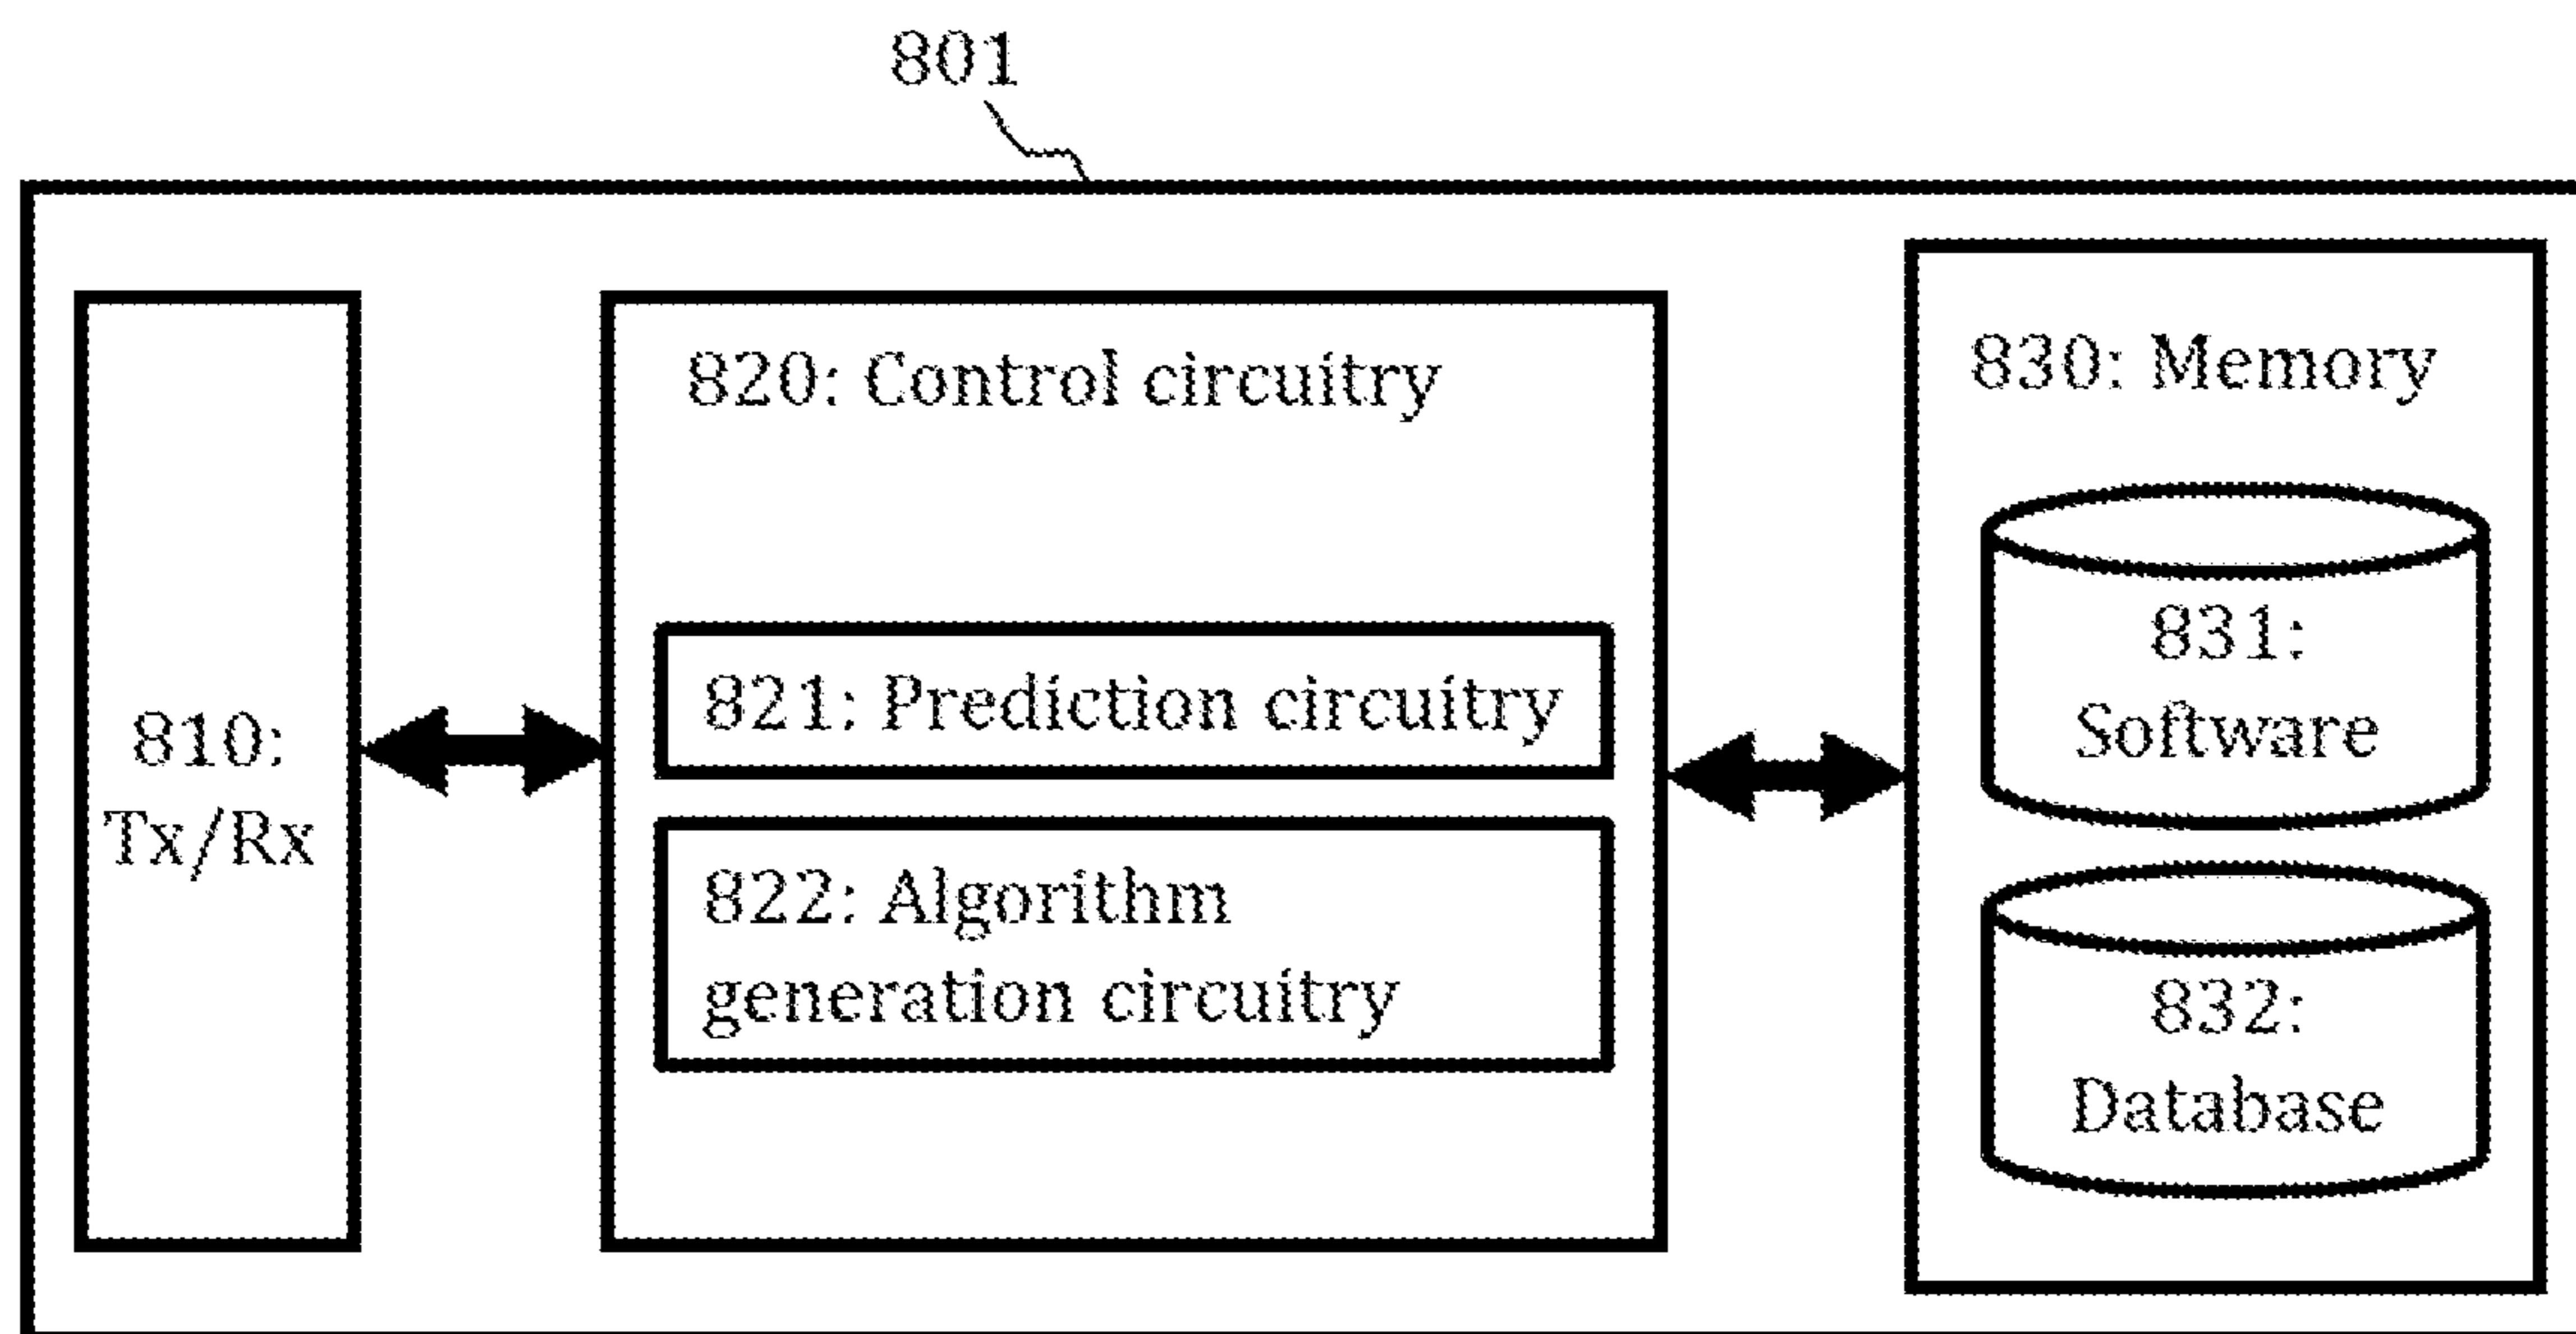 801
810:
Tx/Rx
820: Control circuitry
821: Prediction circuitry
822: Algorithm
generation circuitry
830: Memory
831:
Software
832:
Database